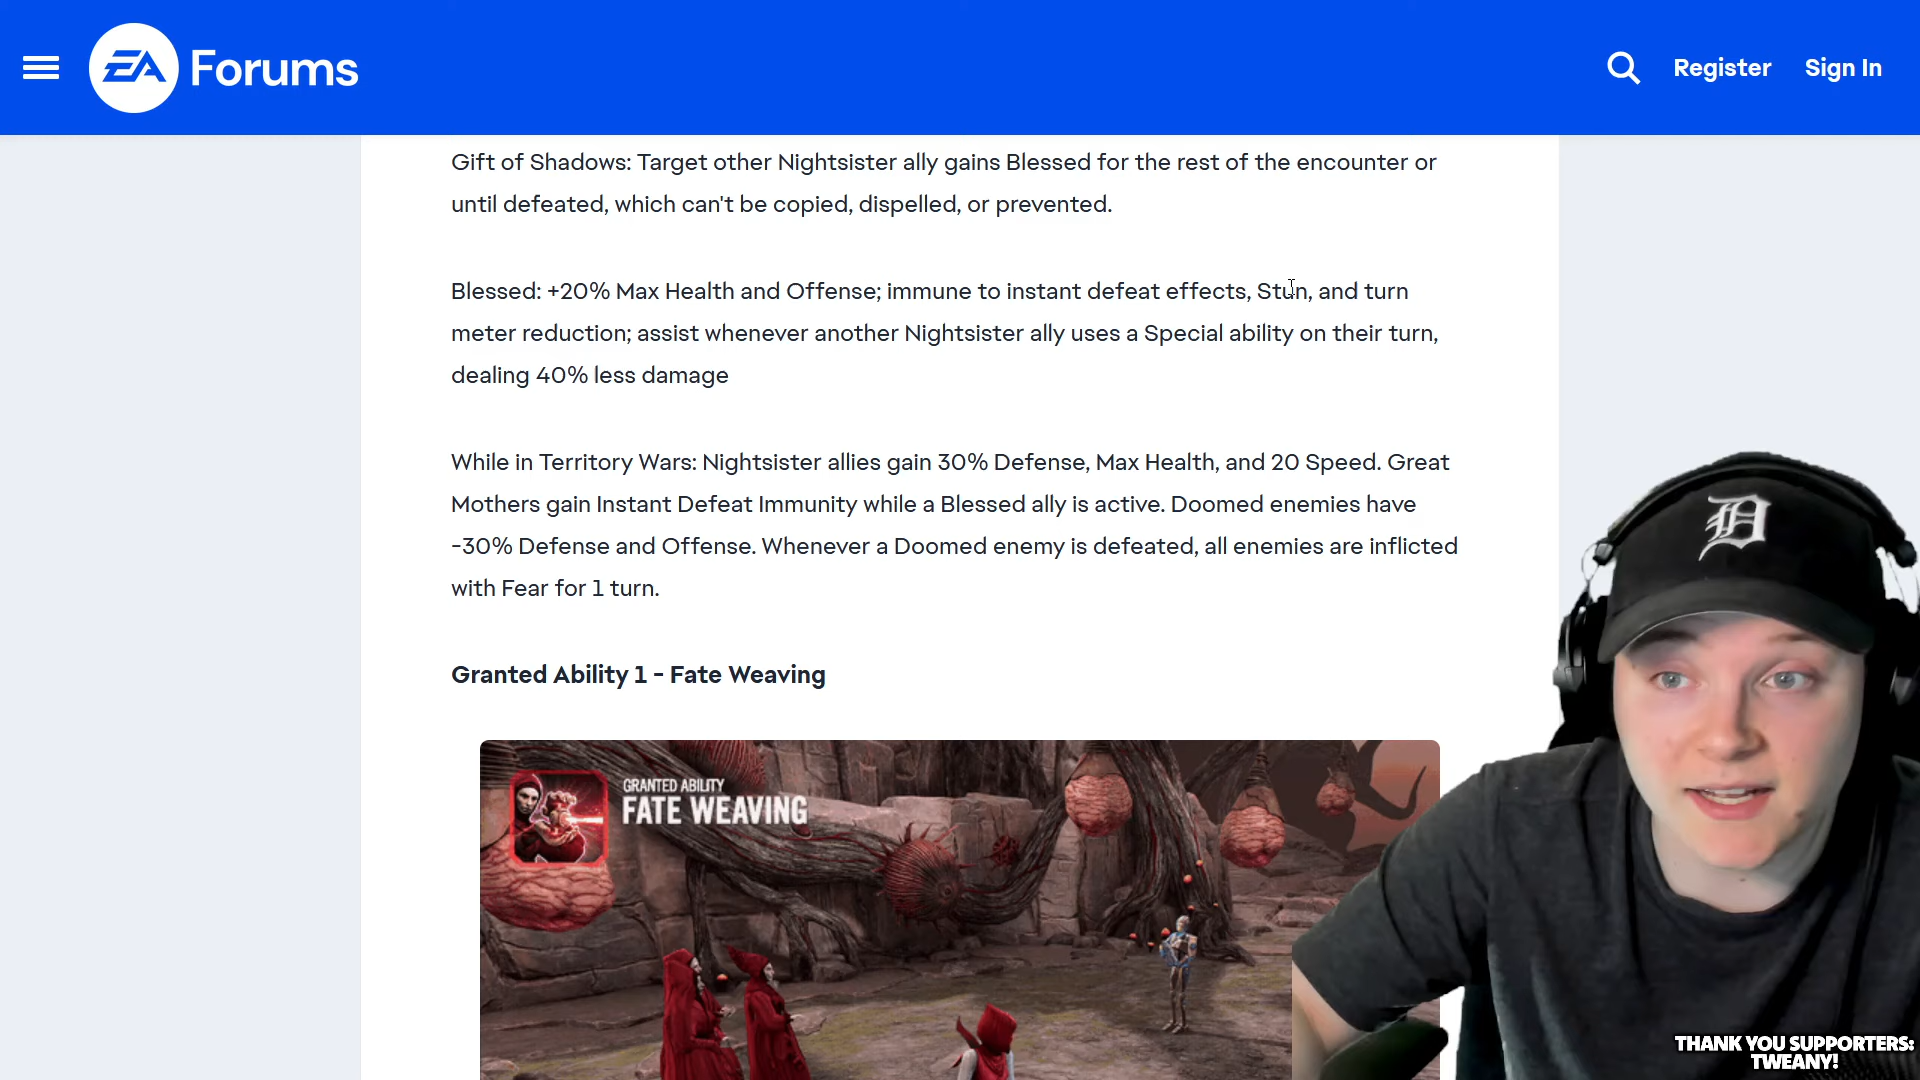 EA Forums
Register
Sign In
Gift of Shadows: Target other Nightsister ally gains Blessed for the rest of the encounter or
until defeated, which can't be copied, dispelled, or prevented.
Blessed: +20% Max Health and Offense; immune to instant defeat effects, Stun, and turn
meter reduction; assist whenever another Nightsister ally uses a Special ability on their turn,
dealing 40% less damage
While in Territory Wars: Nightsister allies gain 30% Defense, Max Health, and 20 Speed. Great
Mothers gain Instant Defeat Immunity while a Blessed ally is active. Doomed enemies have
-30% Defense and Offense. Whenever a Doomed enemy is defeated, all enemies are inflicted
with Fear for 1 turn.
Granted Ability 1 - Fate Weaving
GRANTED ABILITY
FATE WEAVING
D
THANK YOU SUPPORTERS:
TWEANY!